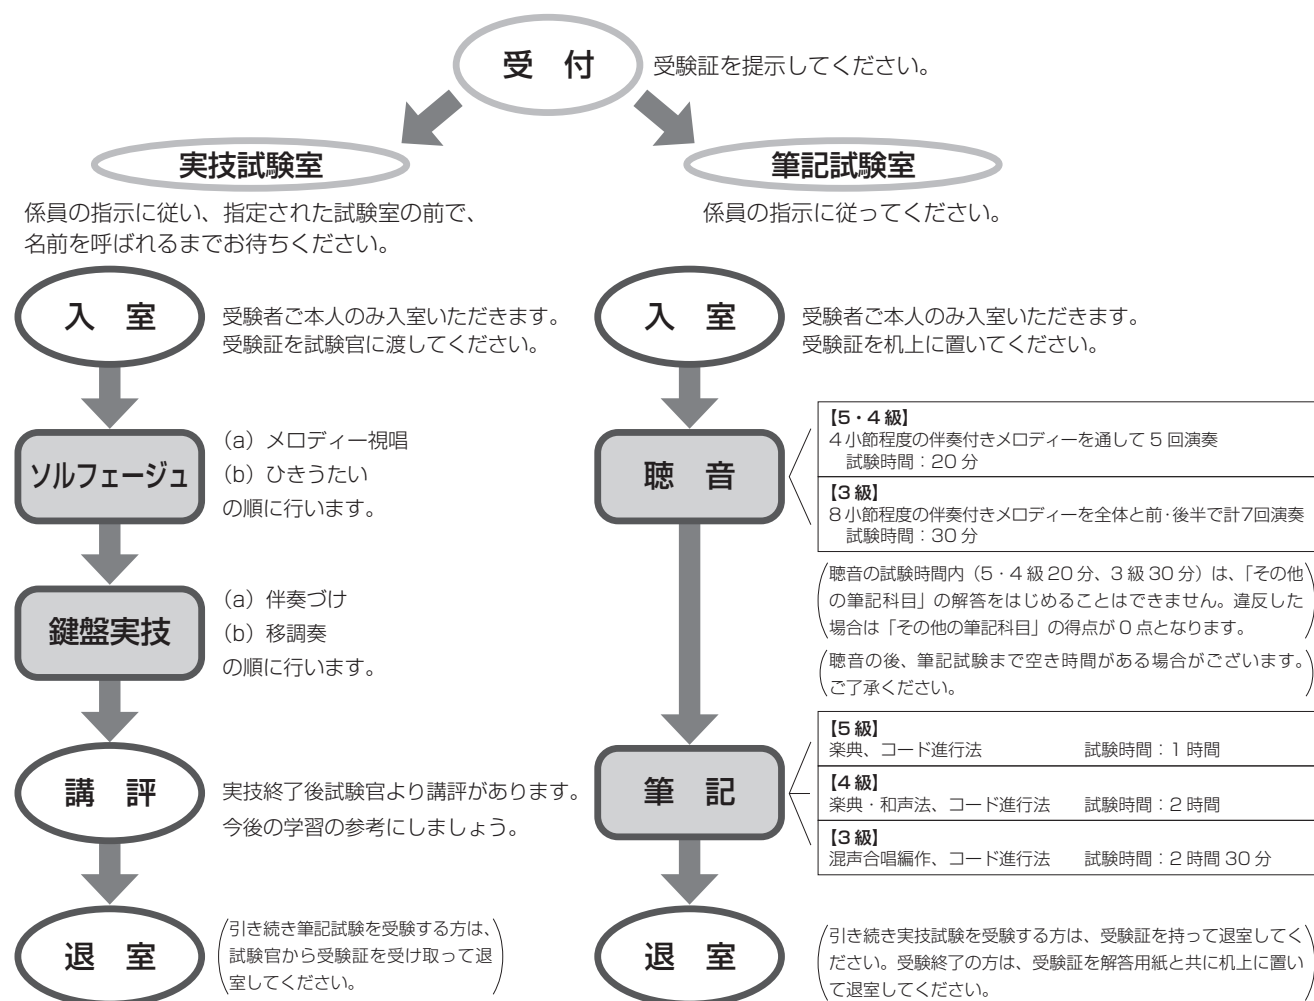 受 付
受験証を提示してください。
実技試験室
係員の指示に従い、指定された試験室の前で、
名前を呼ばれるまでお待ちください。
入 室
受験者ご本人のみ入室いただきます。
受験証を試験官に渡してください。
ソルフェージュ
(a) メロディー視唱
(b) ひきうたい
の順に行います。
鍵盤実技
(a) 伴奏づけ
(b) 移調奏
の順に行います。
講 評
実技終了後試験官より講評があります。
今後の学習の参考にしましょう。
退 室
引き続き筆記試験を受験する方は、
試験官から受験証を受け取って退
室してください。
筆記試験室
係員の指示に従ってください。
入 室
受験者ご本人のみ入室いただきます。
受験証を机上に置いてください。
聴 音
【5・4級】
4小節程度の伴奏付きメロディーを通して5回演奏
試験時間：20分
【3級】
8小節程度の伴奏付きメロディーを全体と前・後半で計7回演奏
試験時間：30分
聴音の試験時間内（5・4級20分、3級30分）は、「その他
の筆記科目」の解答をはじめることはできません。違反した
場合は「その他の筆記科目」の得点が0点となります。
聴音の後、筆記試験まで空き時間がある場合がございます。
ご了承ください。
筆 記
【5級】
楽典、コード進行法 試験時間：1時間
【4級】
楽典・和声法、コード進行法 試験時間：2時間
【3級】
混声合唱編作、コード進行法 試験時間：2時間30分
退 室
引き続き実技試験を受験する方は、受験証を持って退室してく
ださい。受験終了の方は、受験証を解答用紙と共に机上に置い
て退室してください。